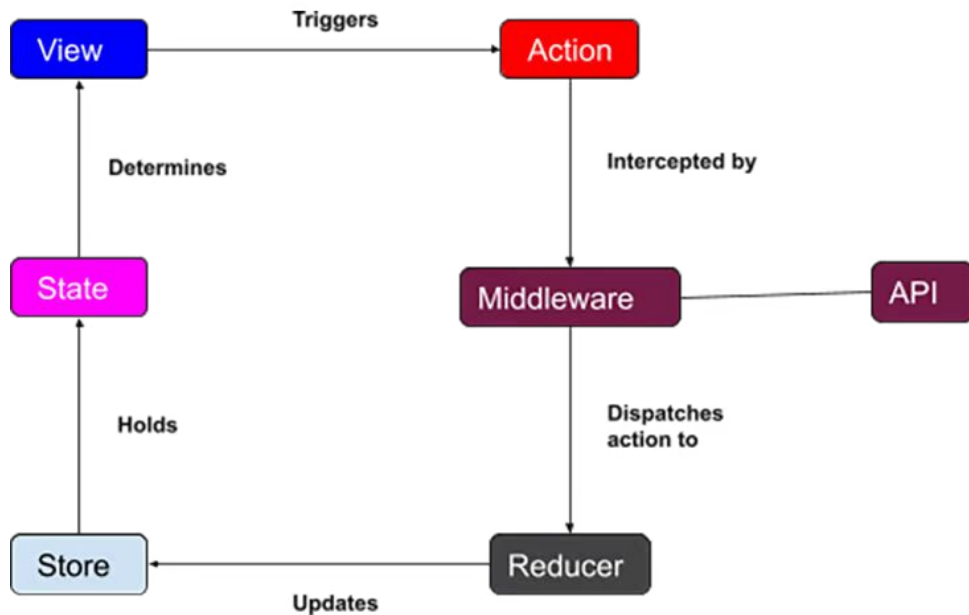 Triggers
View
Action
Determines
Intercepted by
State
Middleware
API
Holds
Dispatches
action to
Store
Reducer
Updates